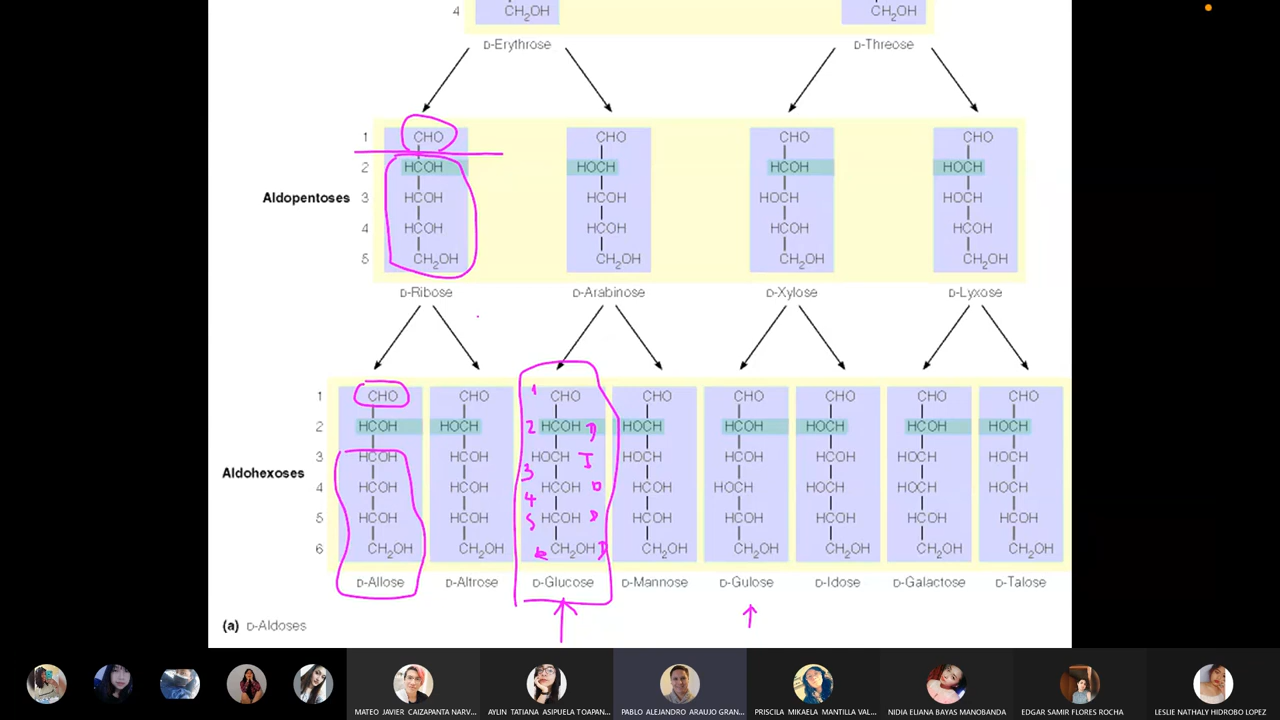 4 CH2OH CH2OH
D-Erythrose D-Threose
1 CHO CHO CHO CHO
2 HCOH HOCH HCOH HOCH
Aldopentoses 3 HCOH HCOH HOCH HOCH
4 HCOH HCOH HCOH HCOH
5 CH2OH CH2OH CH2OH CH2OH
D-Ribose D-Arabinose D-Xylose D-Lyxose
1 CHO CHO 1 CHO CHO CHO CHO CHO CHO
2 HCOH HOCH 2 HCOH D HOCH HCOH HOCH HCOH HOCH
3 HCOH HCOH 3 HOCH I HOCH HCOH HCOH HOCH HOCH
Aldohexoses
4 HCOH HCOH 4 HCOH D HCOH HOCH HOCH HOCH HOCH
5 HCOH HCOH 5 HCOH D HCOH HCOH HCOH HCOH HCOH
6 CH2OH CH2OH CH2OH D CH2OH CH2OH CH2OH CH2OH CH2OH
D-Allose D-Altrose D-Glucose D-Mannose D-Gulose D-Idose D-Galactose D-Talose
(a) D-Aldoses
MATEO JAVIER CAIZAPANTA NARV... AYLIN TATIANA ASIPUELA TOAPAN... PABLO ALEJANDRO ARAUJO GRAN... PRISCILA MIKAELA MANTILLA VAL... NIDIA ELIANA BAYAS MANOBANDA EDGAR SAMIR FLORES ROCHA LESLIE NATHALY HIDROBO LOPEZ